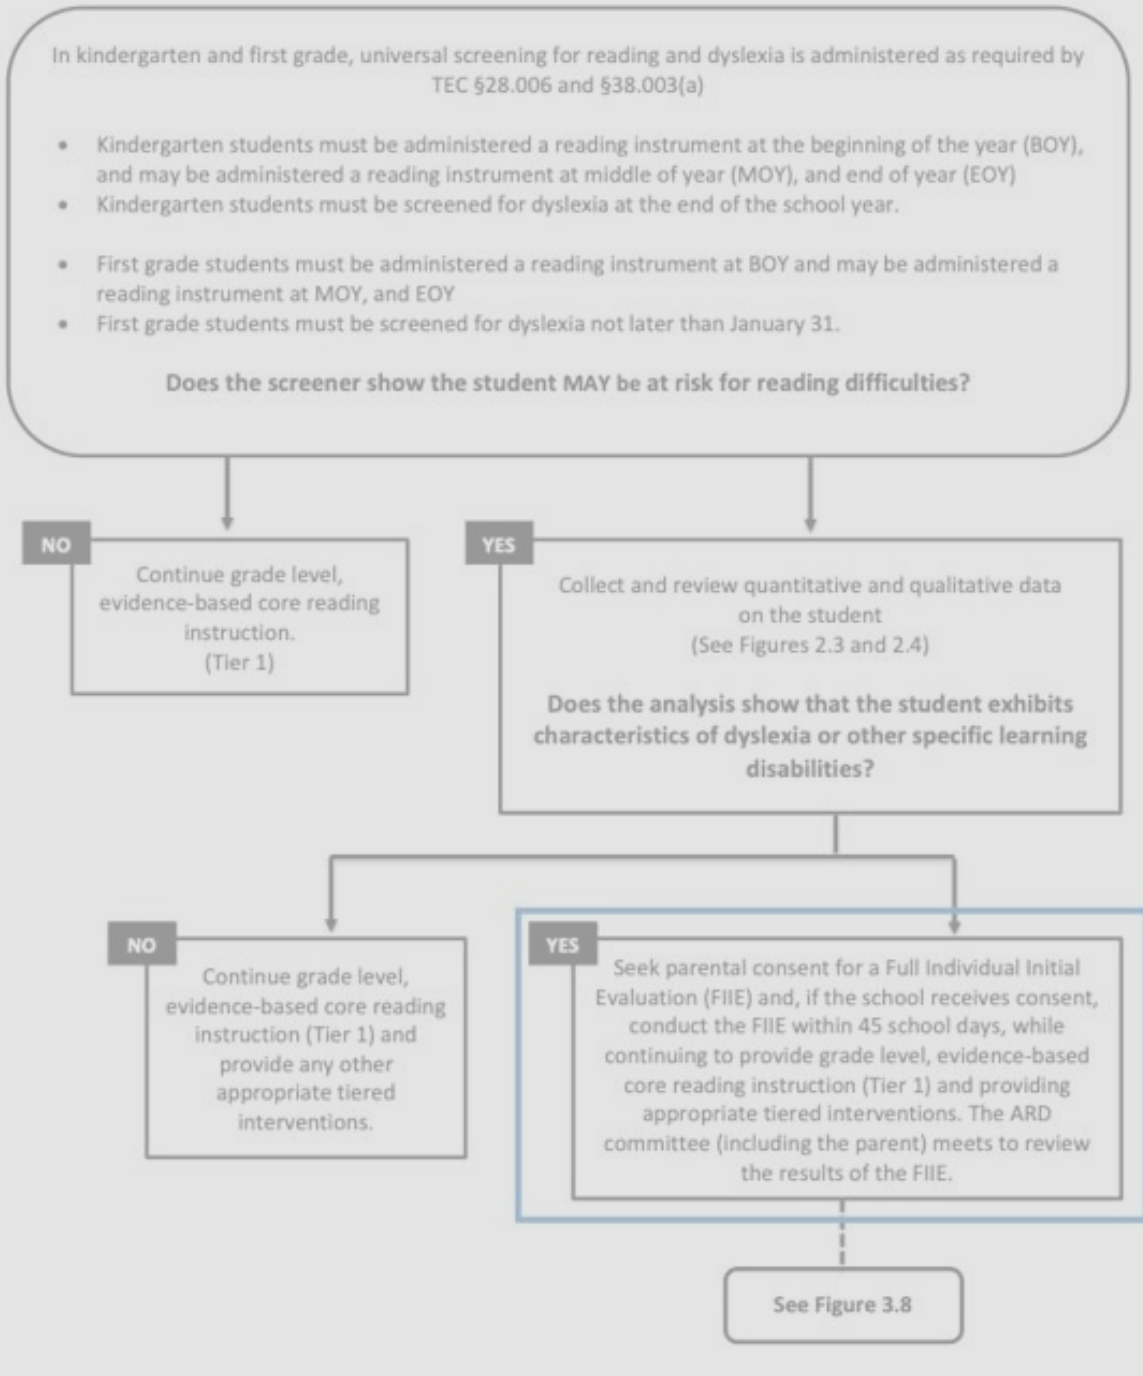 In kindergarten and first grade, universal screening for reading and dyslexia is administered as required by
TEC §28.006 and §38.003(a)
• Kindergarten students must be administered a reading instrument at the beginning of the year (BOY),
and may be administered a reading instrument at middle of year (MOY), and end of year (EOY)
• Kindergarten students must be screened for dyslexia at the end of the school year.
• First grade students must be administered a reading instrument at BOY and may be administered a
reading instrument at MOY, and EOY
• First grade students must be screened for dyslexia not later than January 31.
Does the screener show the student MAY be at risk for reading difficulties?
NO
Continue grade level,
evidence-based core reading
instruction.
(Tier 1)
YES
Collect and review quantitative and qualitative data
on the student
(See Figures 2.3 and 2.4)
Does the analysis show that the student exhibits
characteristics of dyslexia or other specific learning
disabilities?
NO
Continue grade level,
evidence-based core reading
instruction (Tier 1) and
provide any other
appropriate tiered
interventions.
YES
Seek parental consent for a Full Individual Initial
Evaluation (FIIE) and, if the school receives consent,
conduct the FIIE within 45 school days, while
continuing to provide grade level, evidence-based
core reading instruction (Tier 1) and providing
appropriate tiered interventions. The ARD
committee (including the parent) meets to review
the results of the FIIE.
See Figure 3.8